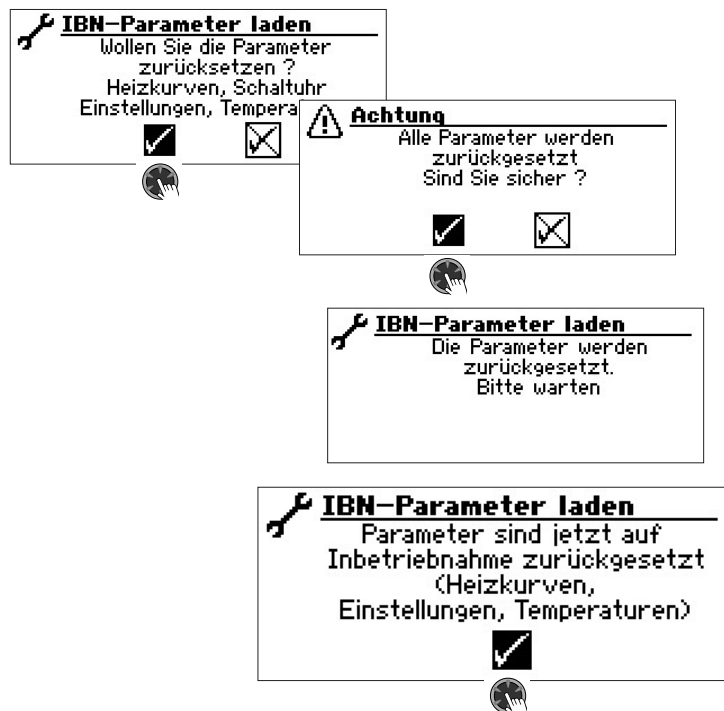 IBN-Parameter laden
Wollen Sie die Parameter
zurücksetzen ?
Heizkurven, Schaltuhr
Einstellungen,
Achtung
Alle Parameter werden
zurückgesetzt
Sind Sie sicher ?
IBN-Parameter laden
Die Parameter werden
zurückgesetzt.
Bitte warten
IBN-Parameter laden
Parameter sind jetzt auf
Inbetriebnahme zurückgesetzt
(Heizkurven,
Einstellungen, Temperaturen)